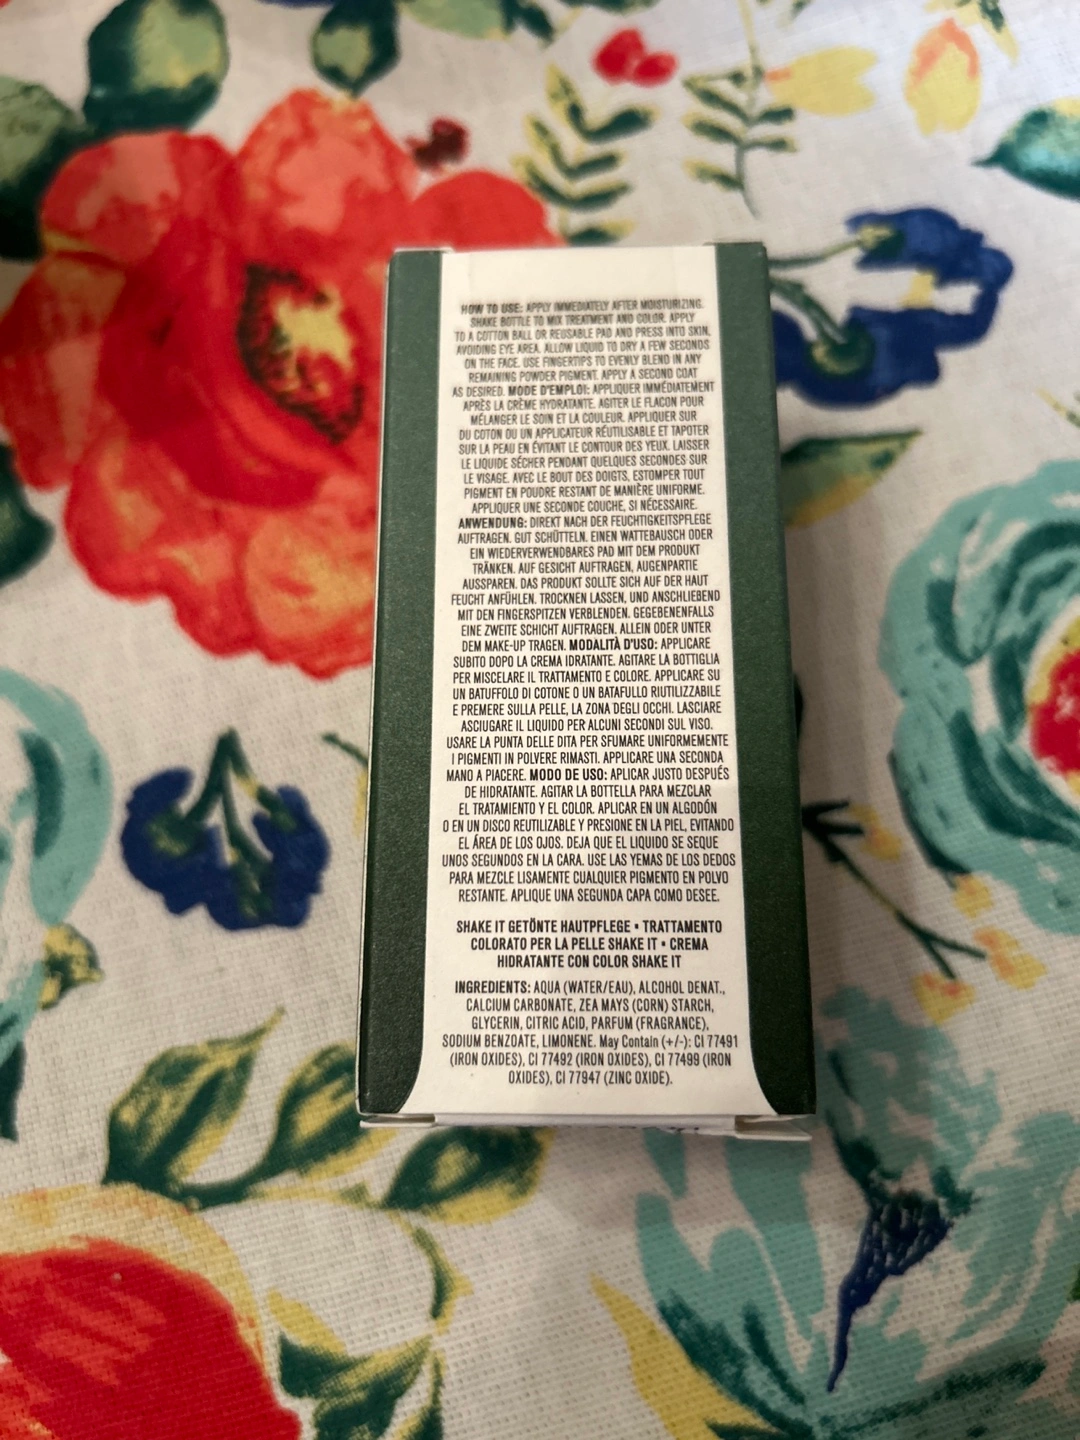 HOW TO USE: APPLY IMMEDIATELY AFTER MOISTURIZING.
SHAKE BOTTLE TO MIX TREATMENT AND COLOR. APPLY
TO A COTTON BALL OR REUSABLE PAD AND PRESS INTO SKIN,
AVOIDING EYE AREA. ALLOW LIQUID TO DRY A FEW SECONDS
ON THE FACE. USE FINGERTIPS TO EVENLY BLEND IN ANY
REMAINING POWDER PIGMENT. APPLY A SECOND COAT
AS DESIRED. MODE D'EMPLOI: APPLIQUER IMMÉDIATEMENT
APRÈS LA CRÈME HYDRATANTE. AGITER LE FLACON POUR
MÉLANGER LE SOIN ET LA COULEUR. APPLIQUER SUR
DU COTON OU UN APPLICATEUR RÉUTILISABLE ET TAPOTER
SUR LA PEAU EN ÉVITANT LE CONTOUR DES YEUX. LAISSER
LE LIQUIDE SÉCHER PENDANT QUELQUES SECONDES SUR
LE VISAGE. AVEC LE BOUT DES DOIGTS, ESTOMPER TOUT
PIGMENT EN POUDRE RESTANT DE MANIÈRE UNIFORME.
APPLIQUER UNE SECONDE COUCHE, SI NÉCESSAIRE.
ANWENDUNG: DIREKT NACH DER FEUCHTIGKEITSPFLEGE
AUFTRAGEN. GUT SCHÜTTELN. EINEN WATTEBAUSCH ODER
EIN WIEDERVERWENDBARES PAD MIT DEM PRODUKT
TRÄNKEN. AUF GESICHT AUFTRAGEN, AUGENPARTIE
AUSSPAREN. DAS PRODUKT SOLLTE SICH AUF DER HAUT
FEUCHT ANFÜHLEN. TROCKNEN LASSEN, UND ANSCHLIEBEND
MIT DEN FINGERSPITZEN VERBLENDEN. GEGEBENENFALLS
EINE ZWEITE SCHICHT AUFTRAGEN. ALLEIN ODER UNTER
DEM MAKE-UP TRAGEN. MODALITÀ D'USO: APPLICARE
SUBITO DOPO LA CREMA IDRATANTE. AGITARE LA BOTTIGLIA
PER MISCELARE IL TRATTAMENTO E COLORE. APPLICARE SU
UN BATUFFOLO DI COTONE O UN BATAFULLO RIUTILIZZABILE
E PREMERE SULLA PELLE, LA ZONA DEGLI OCCHI. LASCIARE
ASCIUGARE IL LIQUIDO PER ALCUNI SECONDI SUL VISO.
USARE LA PUNTA DELLE DITA PER SFUMARE UNIFORMEMENTE
I PIGMENTI IN POLVERE RIMASTI. APPLICARE UNA SECONDA
MANO A PIACERE. MODO DE USO: APLICAR JUSTO DESPUÉS
DE HIDRATANTE. AGITAR LA BOTTELLA PARA MEZCLAR
EL TRATAMIENTO Y EL COLOR. APLICAR EN UN ALGODÓN
O EN UN DISCO REUTILIZABLE Y PRESIONE EN LA PIEL, EVITANDO
EL ÁREA DE LOS OJOS. DEJA QUE EL LIQUIDO SE SEQUE
UNOS SEGUNDOS EN LA CARA. USE LAS YEMAS DE LOS DEDOS
PARA MEZCLE LISAMENTE CUALQUIER PIGMENTO EN POLVO
RESTANTE. APLIQUE UNA SEGUNDA CAPA COMO DESEE.
SHAKE IT GETÖNTE HAUTPFLEGE • TRATTAMENTO
COLORATO PER LA PELLE SHAKE IT • CREMA
HIDRATANTE CON COLOR SHAKE IT
INGREDIENTS: AQUA (WATER/EAU), ALCOHOL DENAT.,
CALCIUM CARBONATE, ZEA MAYS (CORN) STARCH,
GLYCERIN, CITRIC ACID, PARFUM (FRAGRANCE),
SODIUM BENZOATE, LIMONENE. May Contain (+/-): CI 77491
(IRON OXIDES), CI 77492 (IRON OXIDES), CI 77499 (IRON
OXIDES), CI 77947 (ZINC OXIDE).